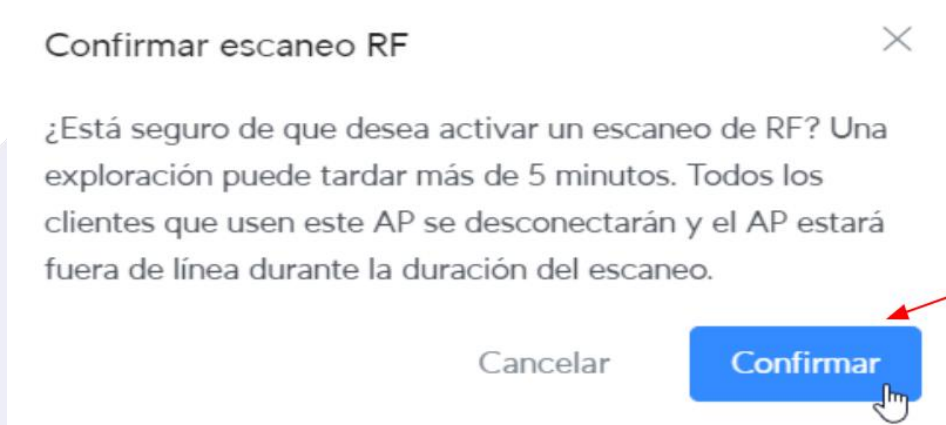 Confirmar escaneo RF
¿Está seguro de que desea activar un escaneo de RF? Una
exploración puede tardar más de 5 minutos. Todos los
clientes que usen este AP se desconectarán y el AP estará
fuera de línea durante la duración del escaneo.
Cancelar Confirmar